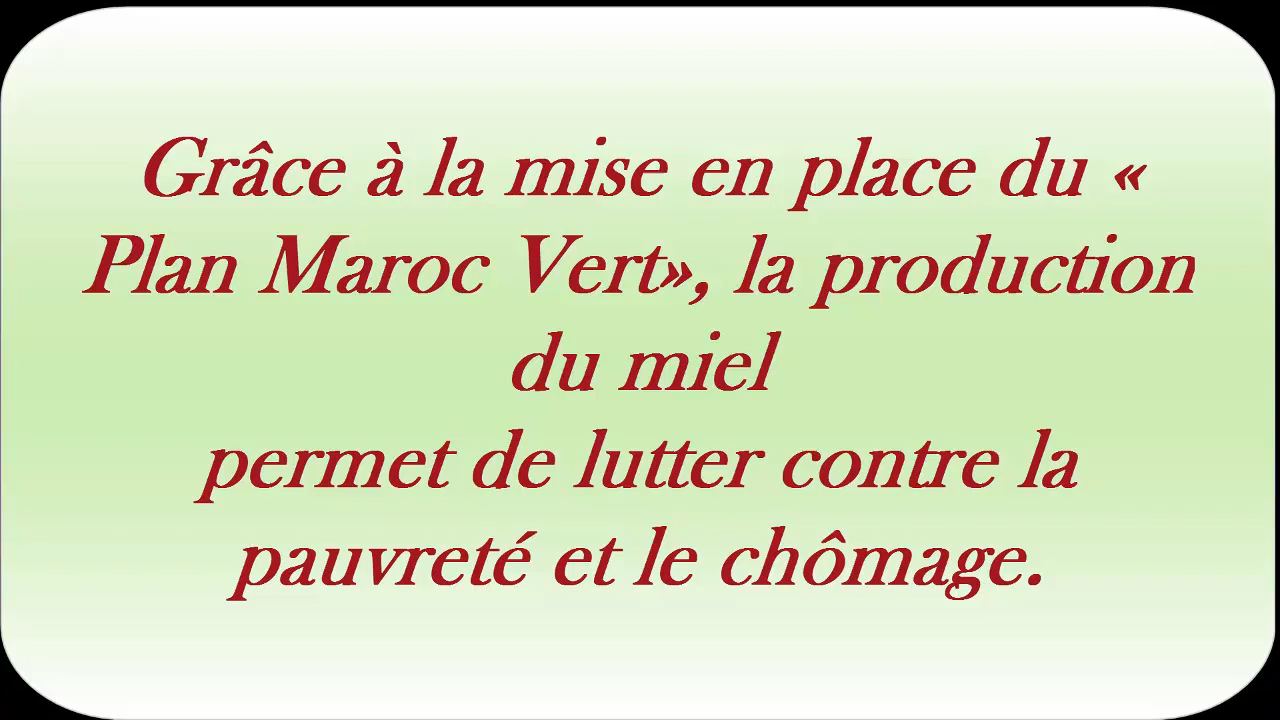 Grâce à la mise en place du «
Plan Maroc Vert», la production
du miel
permet de lutter contre la
pauvreté et le chômage.